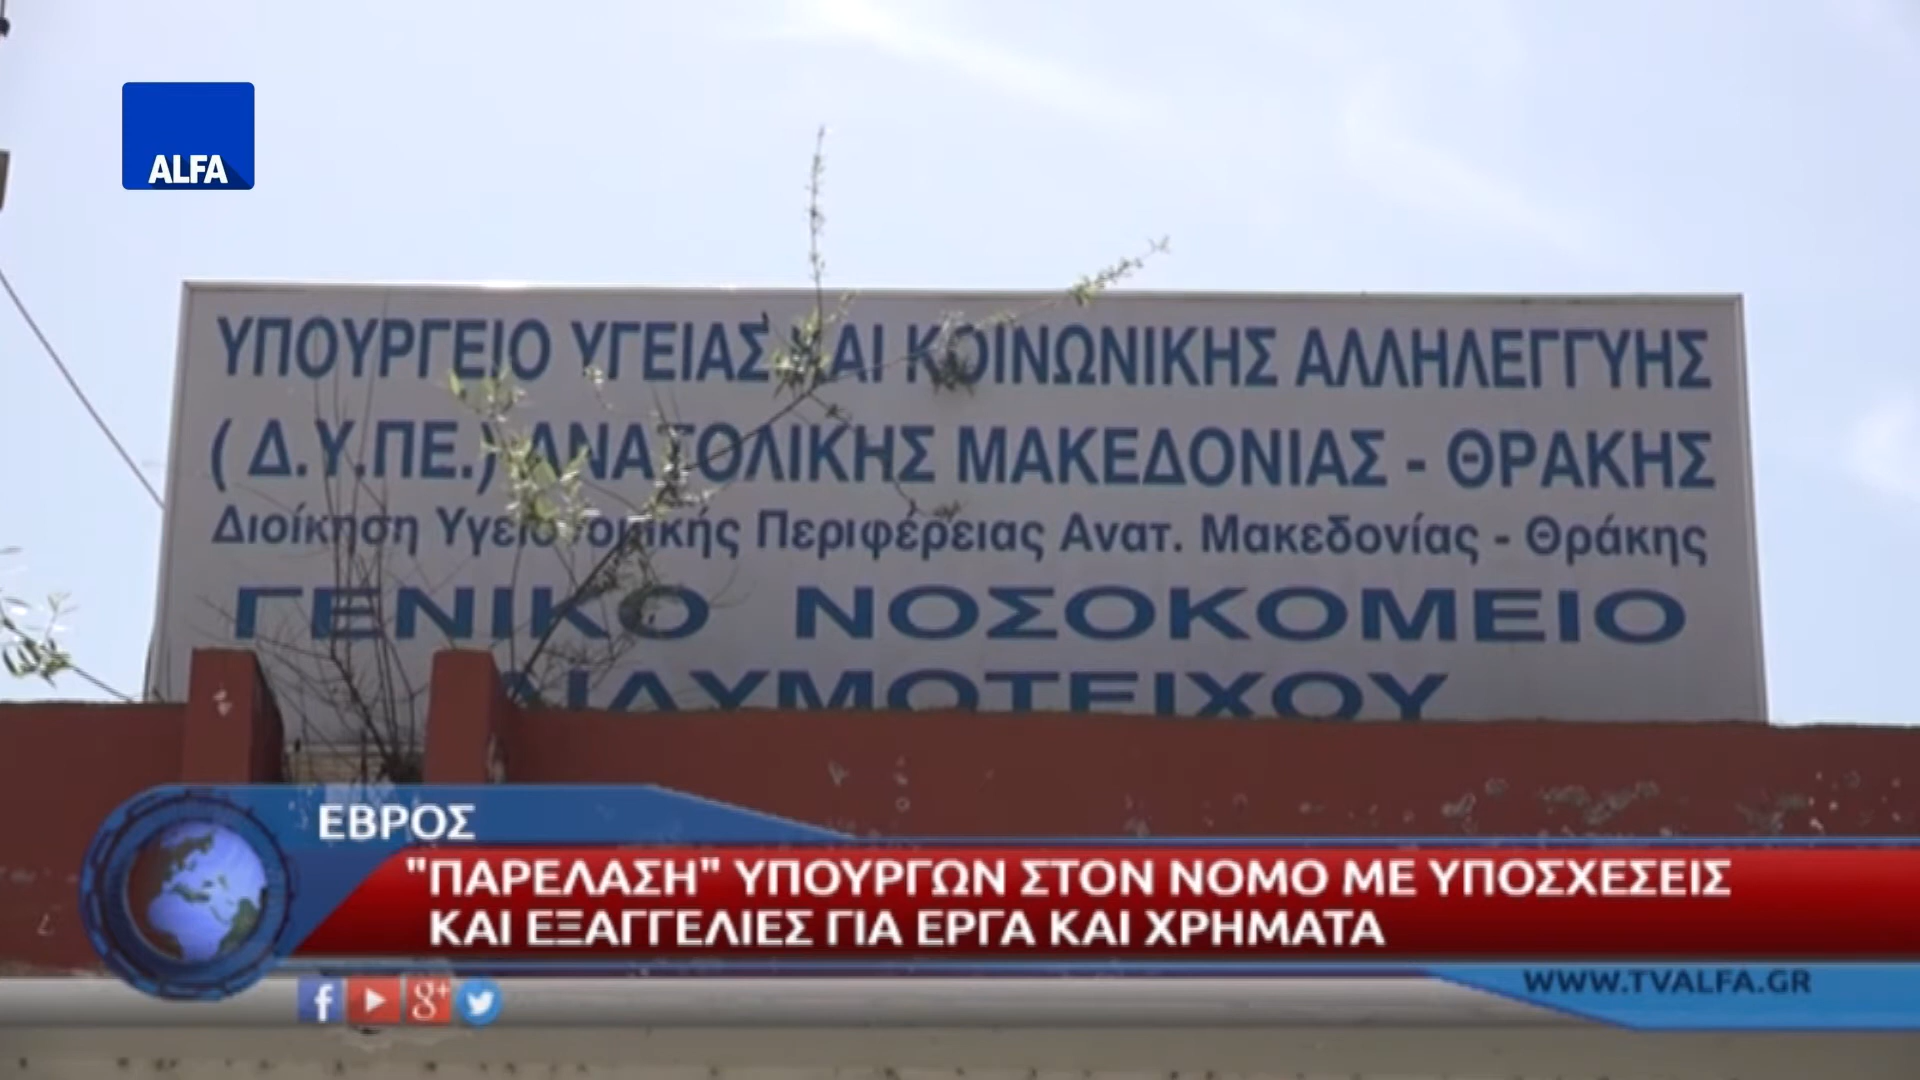 ALFA
ΥΠΟΥΡΓΕΙΟ ΥΓΕΙΑΣ ΚΑΙ ΚΟΙΝΩΝΙΚΗΣ ΑΛΛΗΛΕΓΓΥΗΣ
( Δ.Υ.ΠΕ.) ΑΝΑΤΟΛΙΚΗΣ ΜΑΚΕΔΟΝΙΑΣ - ΘΡΑΚΗΣ
Διοίκηση Υγειονομικής Περιφέρειας Ανατ. Μακεδονίας - Θράκης
ΓΕΝΙΚΟ ΝΟΣΟΚΟΜΕΙΟ
ΔΙΔΥΜΟΤΕΙΧΟΥ
ΕΒΡΟΣ
"ΠΑΡΕΛΑΣΗ" ΥΠΟΥΡΓΩΝ ΣΤΟΝ ΝΟΜΟ ΜΕ ΥΠΟΣΧΕΣΕΙΣ
ΚΑΙ ΕΞΑΓΓΕΛΙΕΣ ΓΙΑ ΕΡΓΑ ΚΑΙ ΧΡΗΜΑΤΑ
WWW.TVALFA.GR